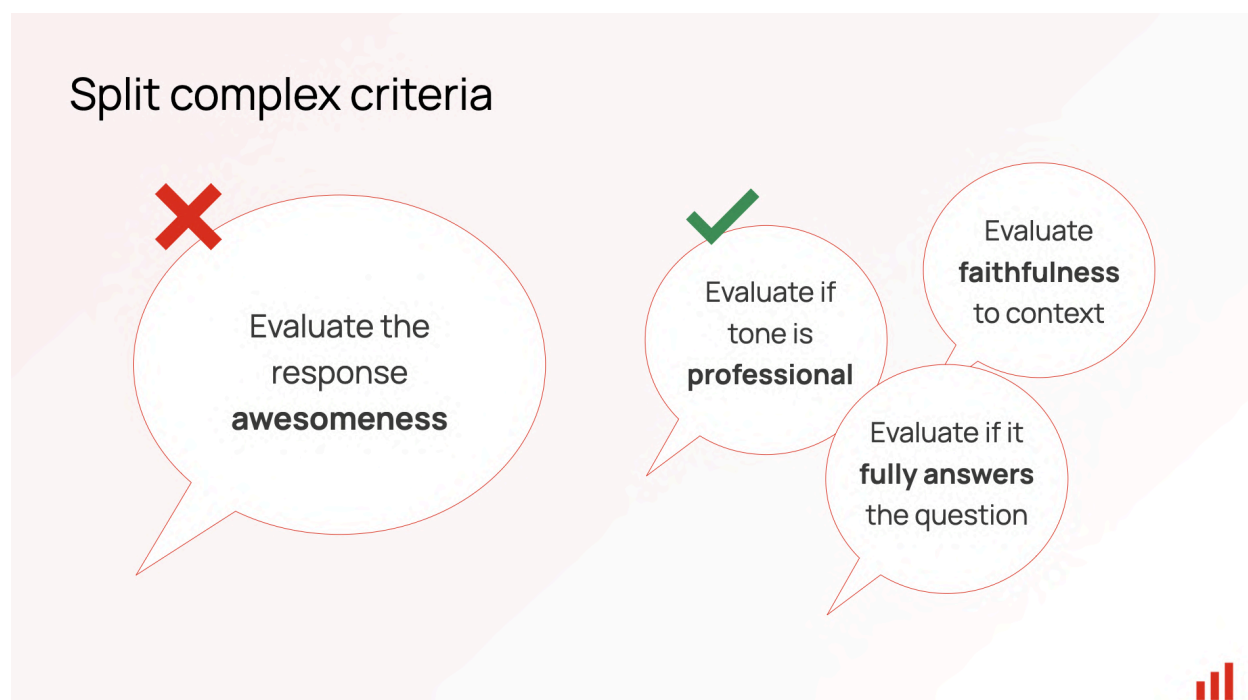 Split complex criteria
Evaluate the
response
awesomeness
Evaluate if
tone is
professional
Evaluate
faithfulness
to context
Evaluate if it
fully answers
the question